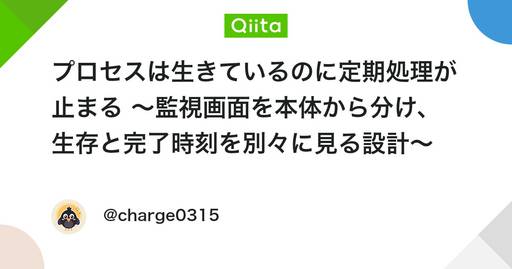 Qiita
プロセスは生きているのに定期処理が
止まる 〜監視画面を本体から分け、
生存と完了時刻を別々に見る設計〜
@charge0315